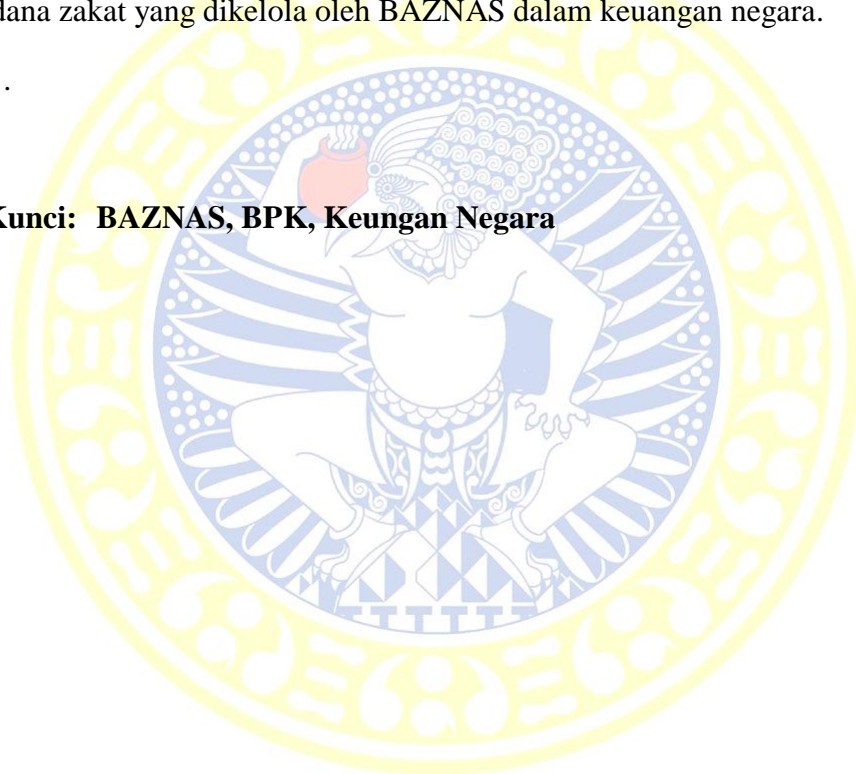 dana zakat yang dikelola oleh BAZNAS dalam keuangan negara.
.
Kunci: BAZNAS, BPK, Keungan Negara